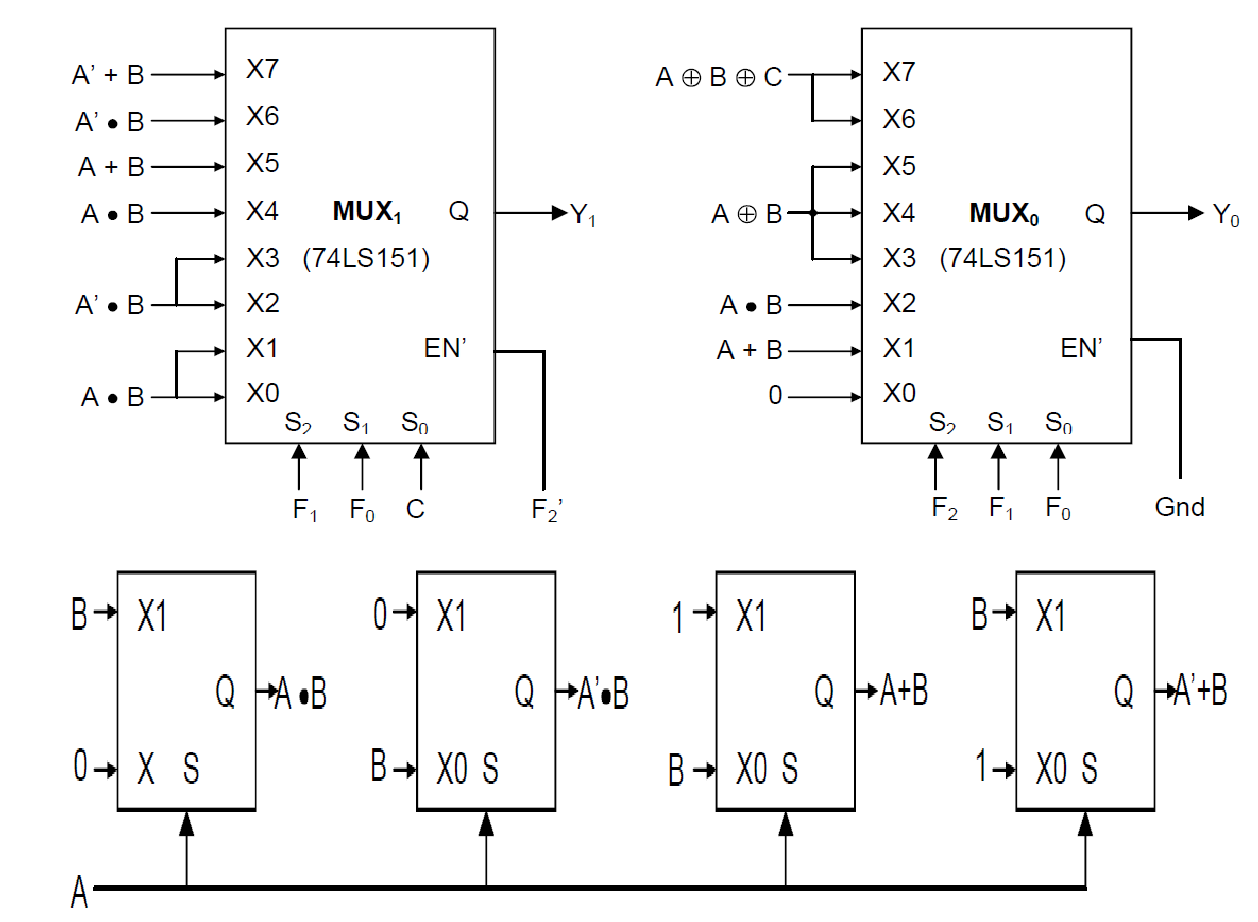 A' + B
A' • B
A + B
A • B
A' • B
A • B
X7
X6
X5
X4
X3
X2
X1
X0
MUX₁
(74LS151)
Q
EN'
S₂ S₁ S₀
Y₁
F₁ F₀ C F₂'
A ⊕ B ⊕ C
A ⊕ B
A • B
A + B
0
X7
X6
X5
X4
X3
X2
X1
X0
MUX₀
(74LS151)
Q
EN'
S₂ S₁ S₀
Y₀
F₂ F₁ F₀ Gnd
B X1
Q A•B
0 X S
0 X1
Q A'•B
B X0 S
1 X1
Q A+B
B X0 S
B X1
Q A'+B
1 X0 S
A